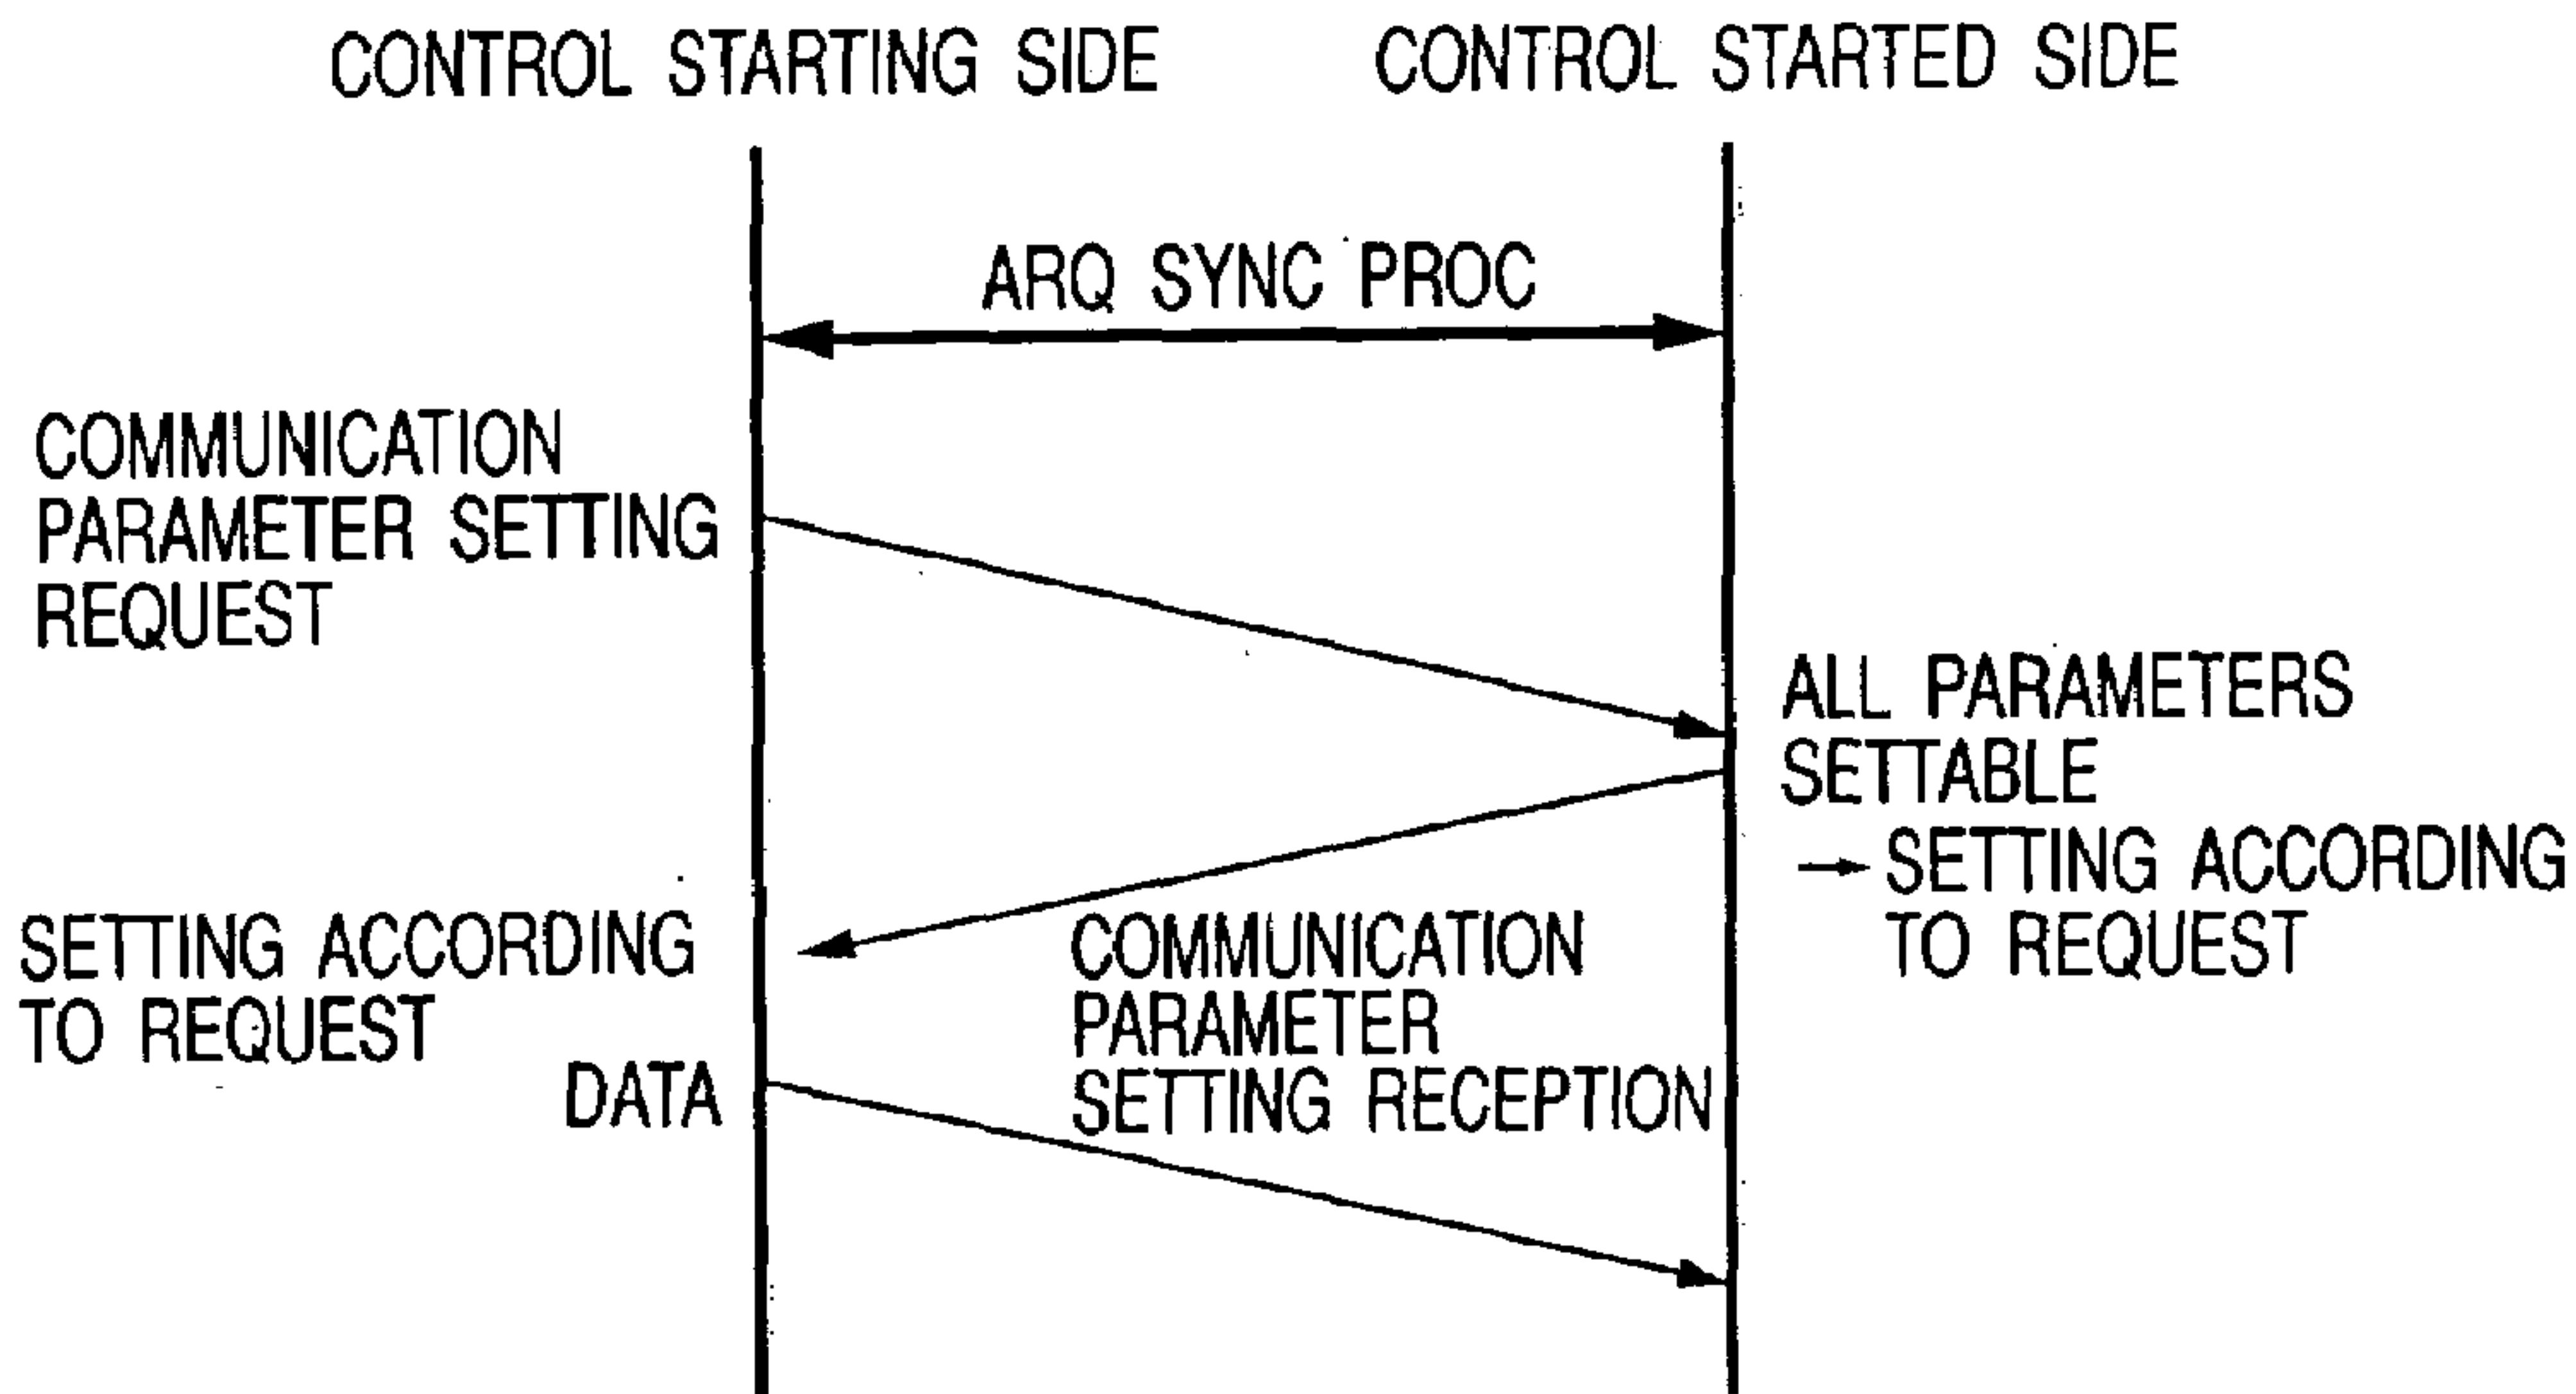 CONTROL STARTING SIDE
CONTROL STARTED SIDE
ARQ SYNC PROC
COMMUNICATION
PARAMETER SETTING
REQUEST
ALL PARAMETERS
SETTABLE
→ SETTING ACCORDING
TO REQUEST
SETTING ACCORDING
TO REQUEST
COMMUNICATION
PARAMETER
SETTING RECEPTION
DATA